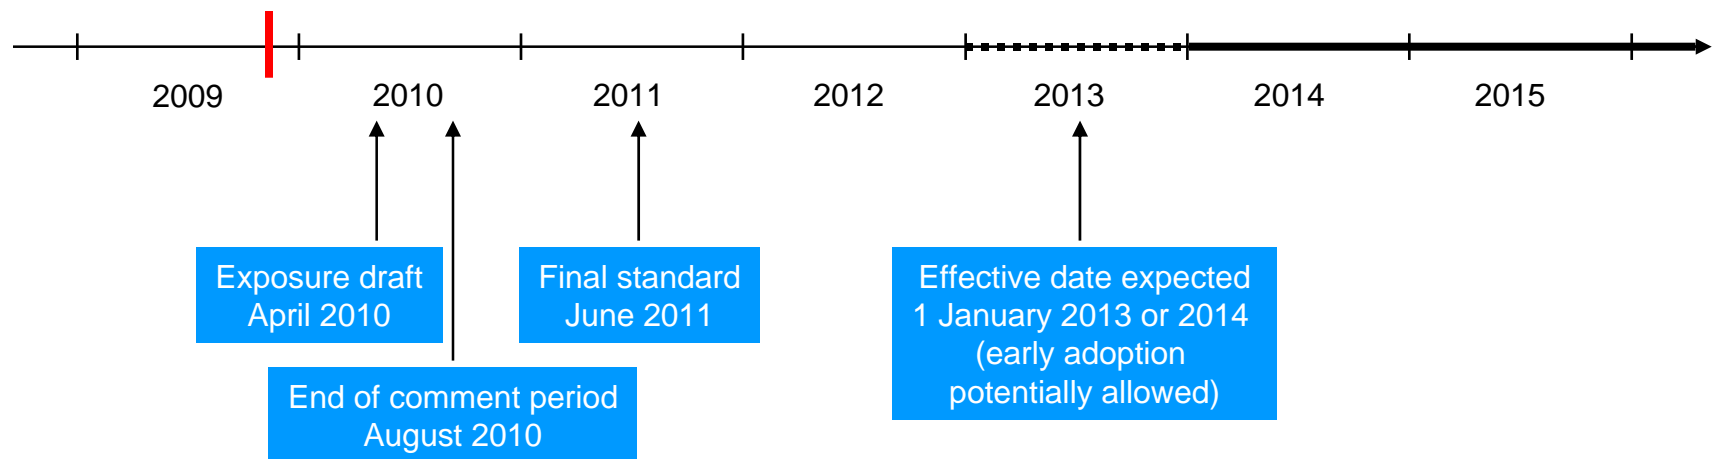 2009
2010
2011
2012
2013
2014
2015
Exposure draft
April 2010
End of comment period
August 2010
Final standard
June 2011
Effective date expected
1 January 2013 or 2014
(early adoption
potentially allowed)